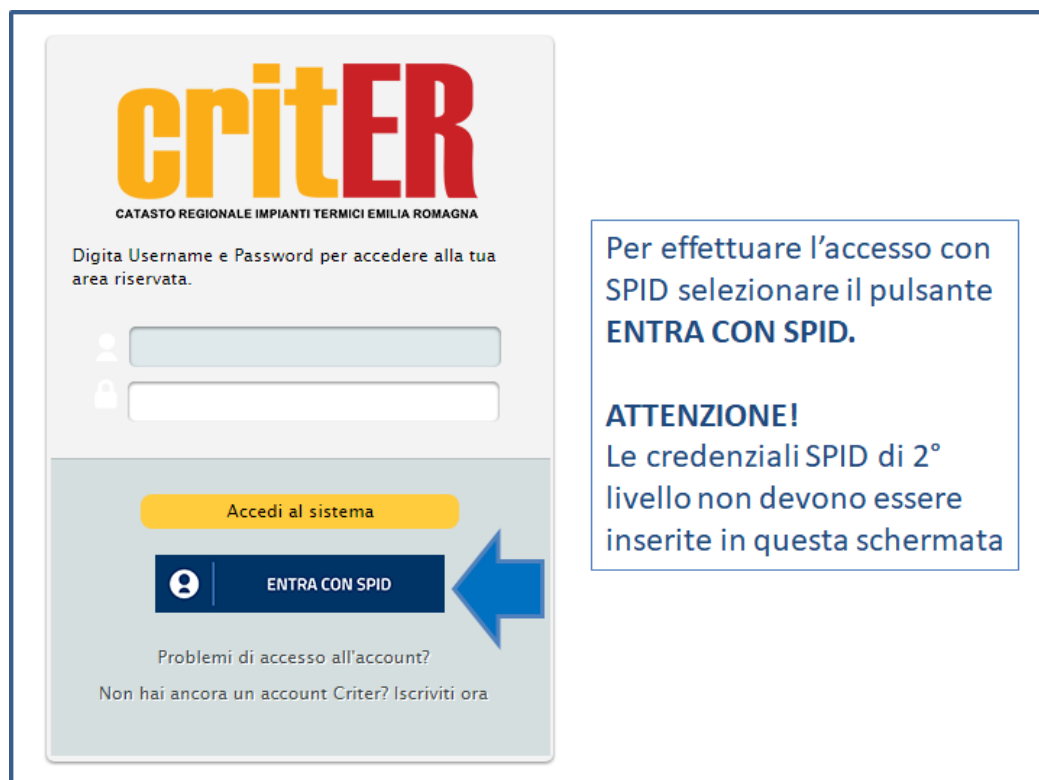 critER
CATASTO REGIONALE IMPIANTI TERMICI EMILIA ROMAGNA
Digita Username e Password per accedere alla tua
area riservata.
Accedi al sistema
ENTRA CON SPID
Problemi di accesso all'account?
Non hai ancora un account Criter? Iscriviti ora
Per effettuare l’accesso con
SPID selezionare il pulsante
ENTRA CON SPID.
ATTENZIONE!
Le credenziali SPID di 2°
livello non devono essere
inserite in questa schermata